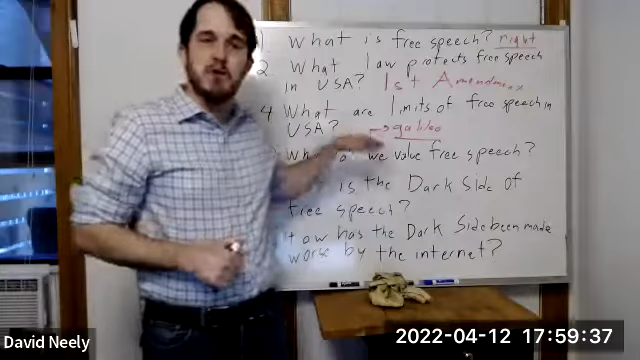 1. What is free speech? right
2. What law protects free speech
in USA? 1st Amendment
4 What are limits of free speech in
USA?
→ galileo
we value free speech?
is the Dark Side of
free speech?
How has the Dark Side been made
worse by the internet?
David Neely
2022-04-12 17:59:37